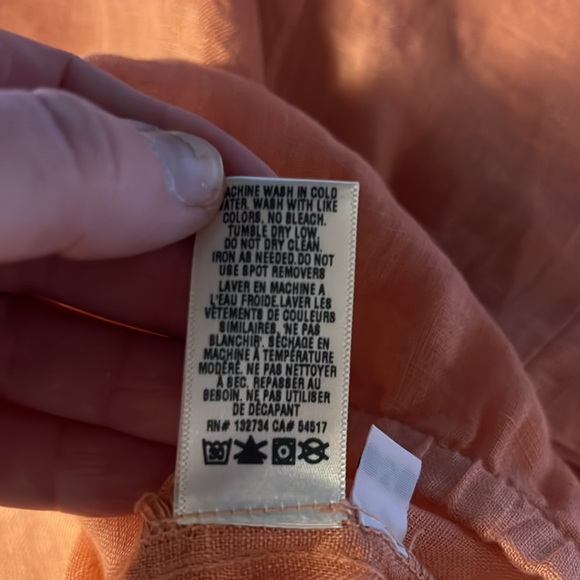 MACHINE WASH IN COLD
WATER. WASH WITH LIKE
COLORS. NO BLEACH.
TUMBLE DRY LOW.
DO NOT DRY CLEAN.
IRON AS NEEDED.DO NOT
USE SPOT REMOVERS
LAVER EN MACHINE A
L'EAU FROIDE.LAVER LES
VÊTEMENTS DE COULEURS
SIMILAIRES. NE PAS
BLANCHIR. SÈCHAGE EN
MACHINE À TEMPÉRATURE
MODÉRÉ. NE PAS NETTOYER
À SEC. REPASSER AU
BESOIN. NE PAS UTILISER
DE DÉCAPANT
RN# 132734 CA# 54517
30